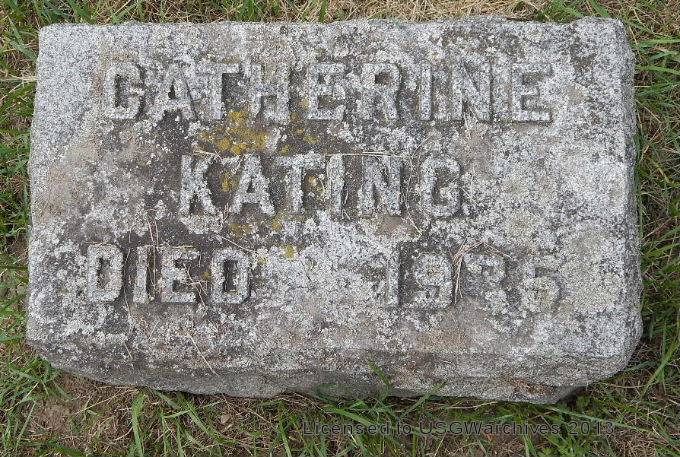 CATHERINE
KATING
DIED 1935
Licensed to USGWarchives 2013